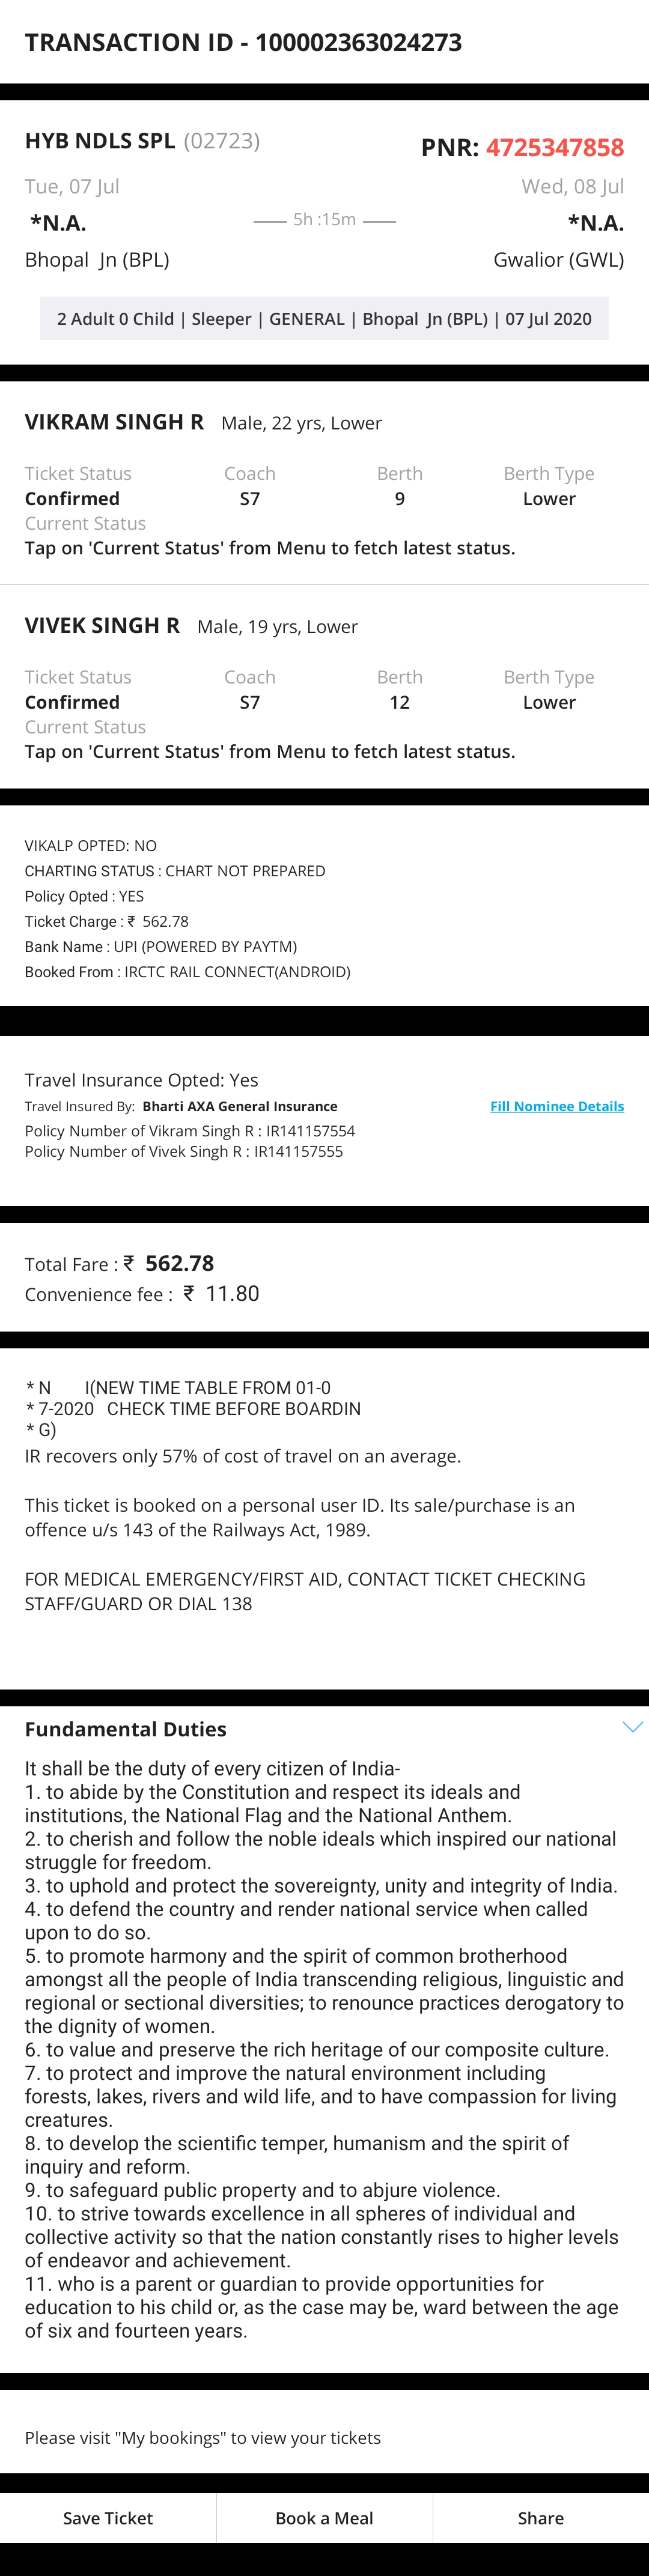 TRANSACTION ID - 100002363024273
HYB NDLS SPL (02723)
PNR: 4725347858
Tue, 07 Jul
Wed, 08 Jul
*N.A.
5h :15m
*N.A.
Bhopal  Jn (BPL)
Gwalior (GWL)
2 Adult 0 Child | Sleeper | GENERAL | Bhopal  Jn (BPL) | 07 Jul 2020
VIKRAM SINGH R Male, 22 yrs, Lower
Ticket Status Coach Berth Berth Type
Confirmed S7 9 Lower
Current Status
Tap on 'Current Status' from Menu to fetch latest status.
VIVEK SINGH R Male, 19 yrs, Lower
Ticket Status Coach Berth Berth Type
Confirmed S7 12 Lower
Current Status
Tap on 'Current Status' from Menu to fetch latest status.
VIKALP OPTED: NO
CHARTING STATUS : CHART NOT PREPARED
Policy Opted : YES
Ticket Charge : ₹ 562.78
Bank Name : UPI (POWERED BY PAYTM)
Booked From : IRCTC RAIL CONNECT(ANDROID)
Travel Insurance Opted: Yes
Travel Insured By: Bharti AXA General Insurance Fill Nominee Details
Policy Number of Vikram Singh R : IR141157554
Policy Number of Vivek Singh R : IR141157555
Total Fare : ₹ 562.78
Convenience fee : ₹ 11.80
* N I(NEW TIME TABLE FROM 01-0
* 7-2020 CHECK TIME BEFORE BOARDIN
* G)
IR recovers only 57% of cost of travel on an average.
This ticket is booked on a personal user ID. Its sale/purchase is an
offence u/s 143 of the Railways Act, 1989.
FOR MEDICAL EMERGENCY/FIRST AID, CONTACT TICKET CHECKING
STAFF/GUARD OR DIAL 138
Fundamental Duties
It shall be the duty of every citizen of India-
1. to abide by the Constitution and respect its ideals and
institutions, the National Flag and the National Anthem.
2. to cherish and follow the noble ideals which inspired our national
struggle for freedom.
3. to uphold and protect the sovereignty, unity and integrity of India.
4. to defend the country and render national service when called
upon to do so.
5. to promote harmony and the spirit of common brotherhood
amongst all the people of India transcending religious, linguistic and
regional or sectional diversities; to renounce practices derogatory to
the dignity of women.
6. to value and preserve the rich heritage of our composite culture.
7. to protect and improve the natural environment including
forests, lakes, rivers and wild life, and to have compassion for living
creatures.
8. to develop the scientific temper, humanism and the spirit of
inquiry and reform.
9. to safeguard public property and to abjure violence.
10. to strive towards excellence in all spheres of individual and
collective activity so that the nation constantly rises to higher levels
of endeavor and achievement.
11. who is a parent or guardian to provide opportunities for
education to his child or, as the case may be, ward between the age
of six and fourteen years.
Please visit "My bookings" to view your tickets
Save Ticket Book a Meal Share